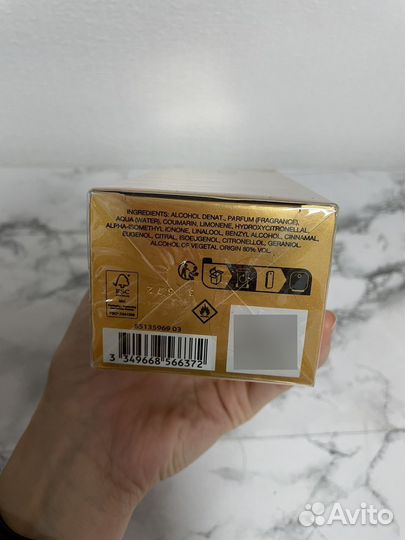 INGREDIENTS: ALCOHOL DENAT., PARFUM (FRAGRANCE),
AQUA (WATER), COUMARIN, LIMONENE, HYDROXYCITRONELLAL,
ALPHA-ISOMETHYL IONONE, LINALOOL, BENZYL ALCOHOL, CINNAMAL,
EUGENOL, CITRAL, ISOEUGENOL, CITRONELLOL, GERANIOL.
ALCOHOL OF VEGETAL ORIGIN 80% VOL.
FSC
55135969 03
3 349668 566372
Avito